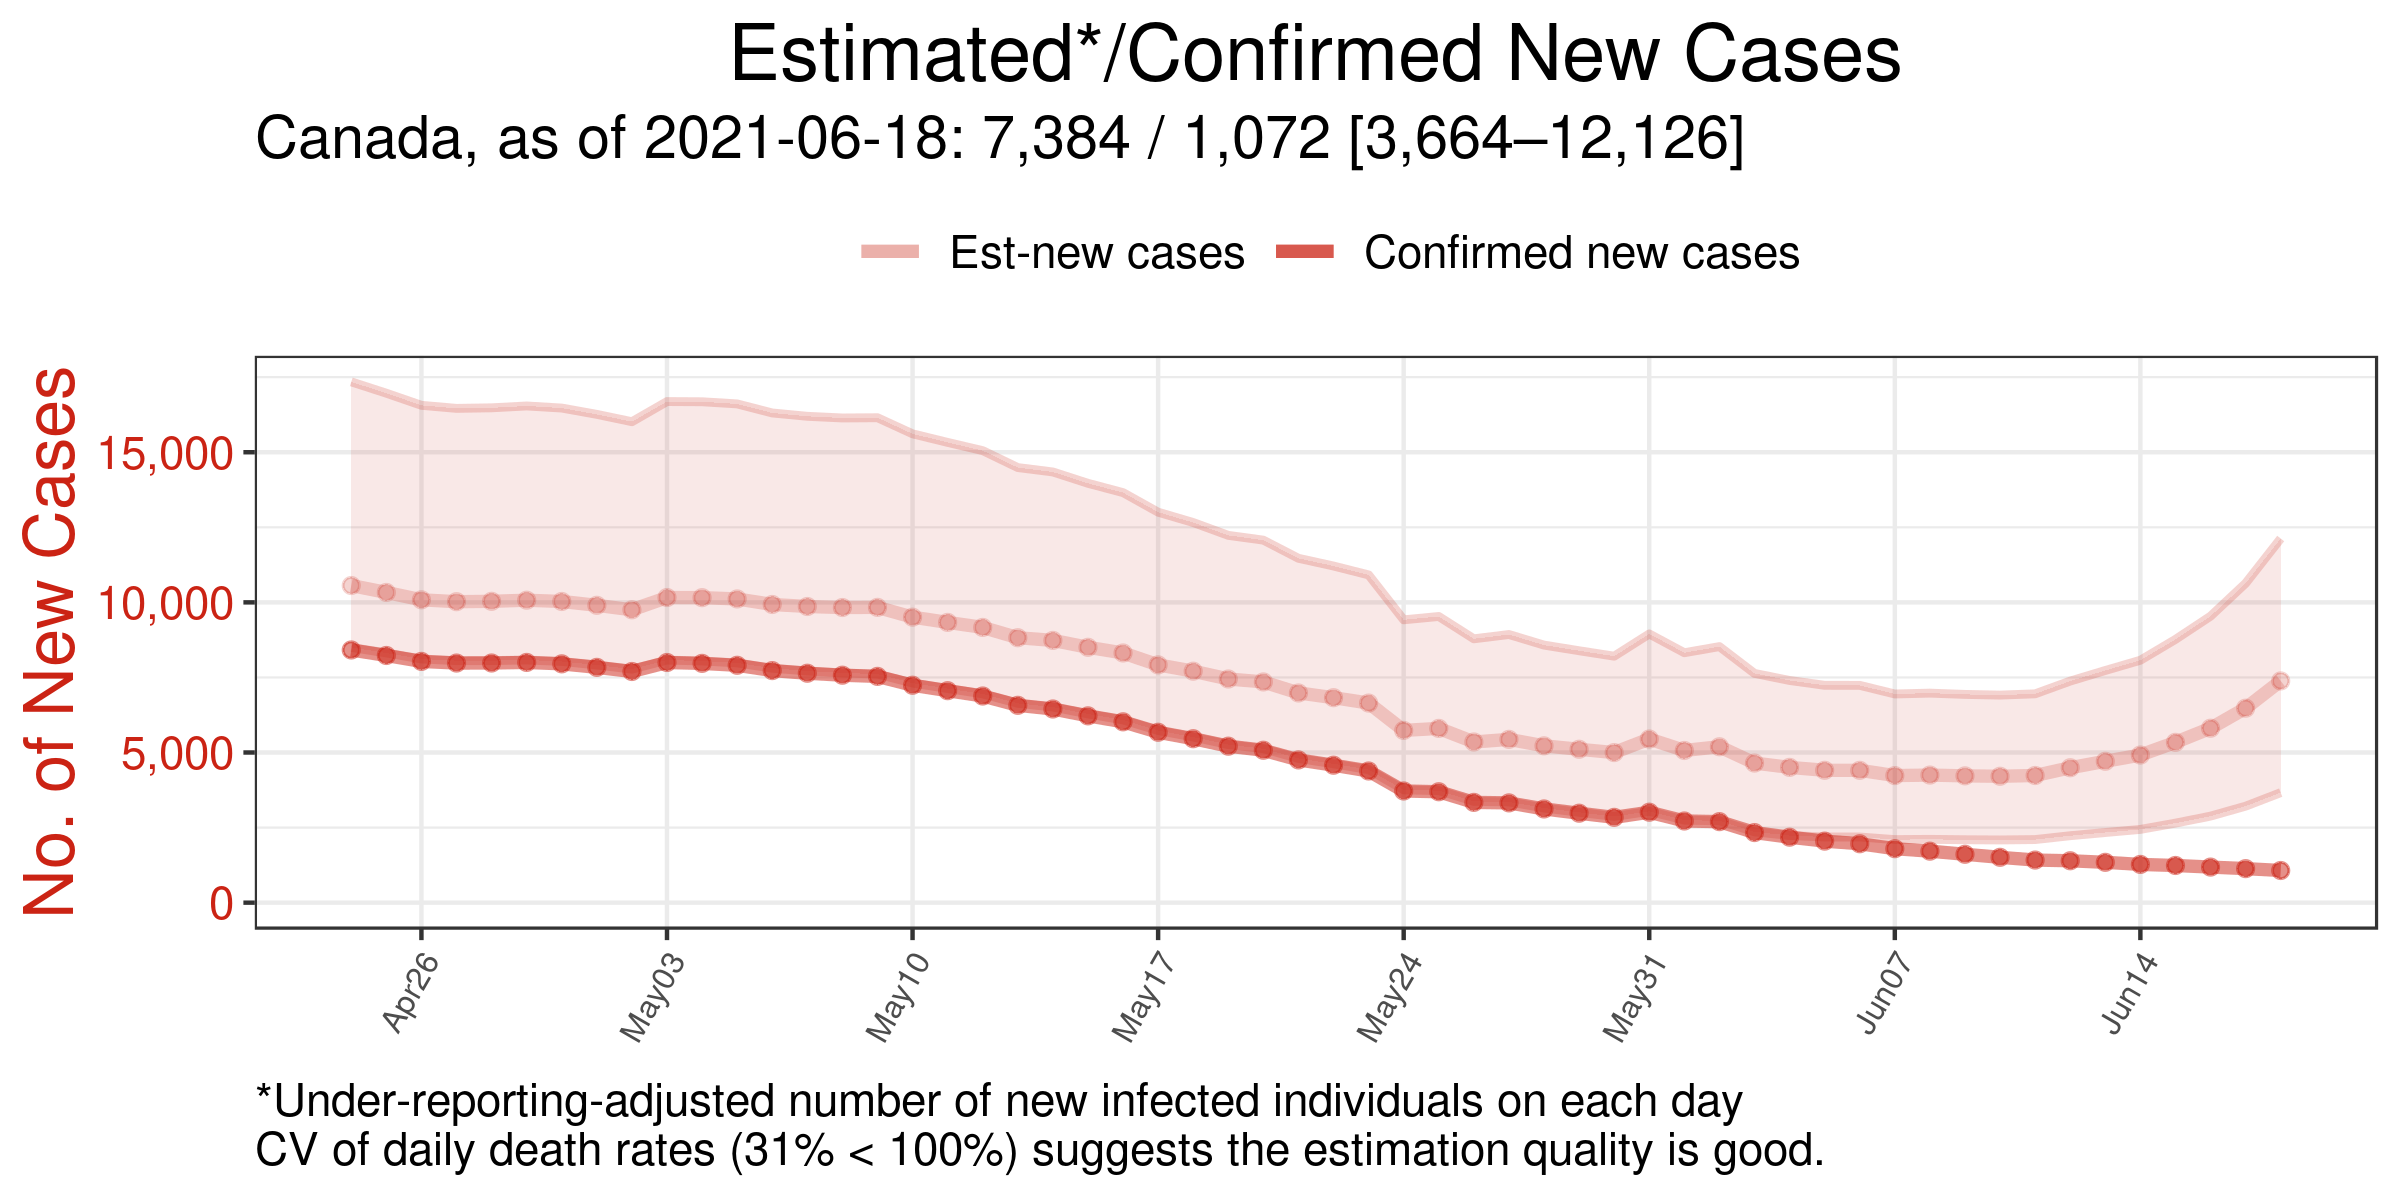 Estimated*/Confirmed New Cases
Canada, as of 2021-06-18: 7,384 / 1,072 [3,664–12,126]
Est-new cases
Confirmed new cases
No. of New Cases
15,000
10,000
5,000
0
Apr26
May03
May10
May17
May24
May31
Jun07
Jun14
*Under-reporting-adjusted number of new infected individuals on each day
CV of daily death rates (31% < 100%) suggests the estimation quality is good.